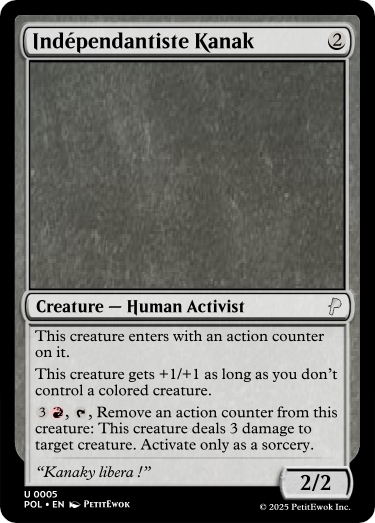 Indépendantiste Kanak 2
Creature — Human Activist
This creature enters with an action counter
on it.
This creature gets +1/+1 as long as you don't
control a colored creature.
3 , , Remove an action counter from this
creature: This creature deals 3 damage to
target creature. Activate only as a sorcery.
“Kanaky libera !”
2/2
U 0005
POL • EN PetitEwok
© 2025 PetitEwok Inc.